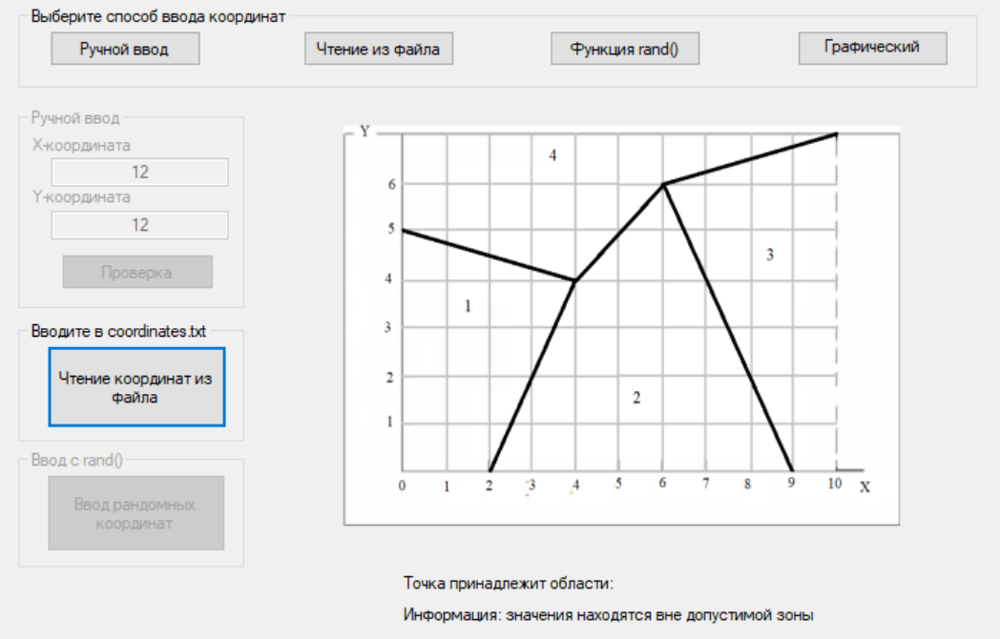 Выберите способ ввода координат
Ручной ввод
Чтение из файла
Функция rand()
Графический
Ручной ввод
X-координата
12
Y-координата
12
Проверка
Вводите в coordinates.txt
Чтение координат из
файла
Ввод с rand()
Ввод рандомных
координат
Y
4
6
5
3
4
1
3
2
2
1
0 1 2 3 4 5 6 7 8 9 10 X
Точка принадлежит области:
Информация: значения находятся вне допустимой зоны